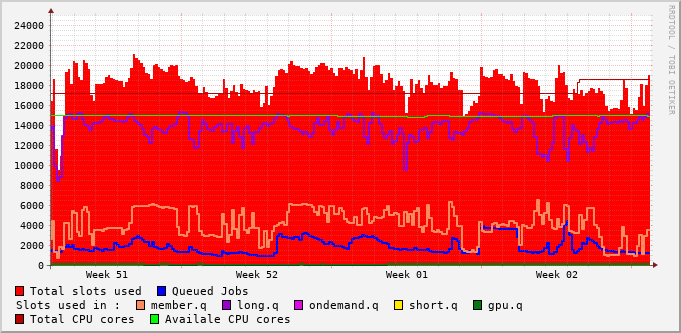 RRDTOOL / TOBI OETIKER
24000
22000
20000
18000
16000
14000
12000
10000
8000
6000
4000
2000
0
Week 51 Week 52 Week 01 Week 02
Total slots used Queued Jobs
Slots used in : member.q long.q ondemand.q short.q gpu.q
Total CPU cores Availale CPU cores